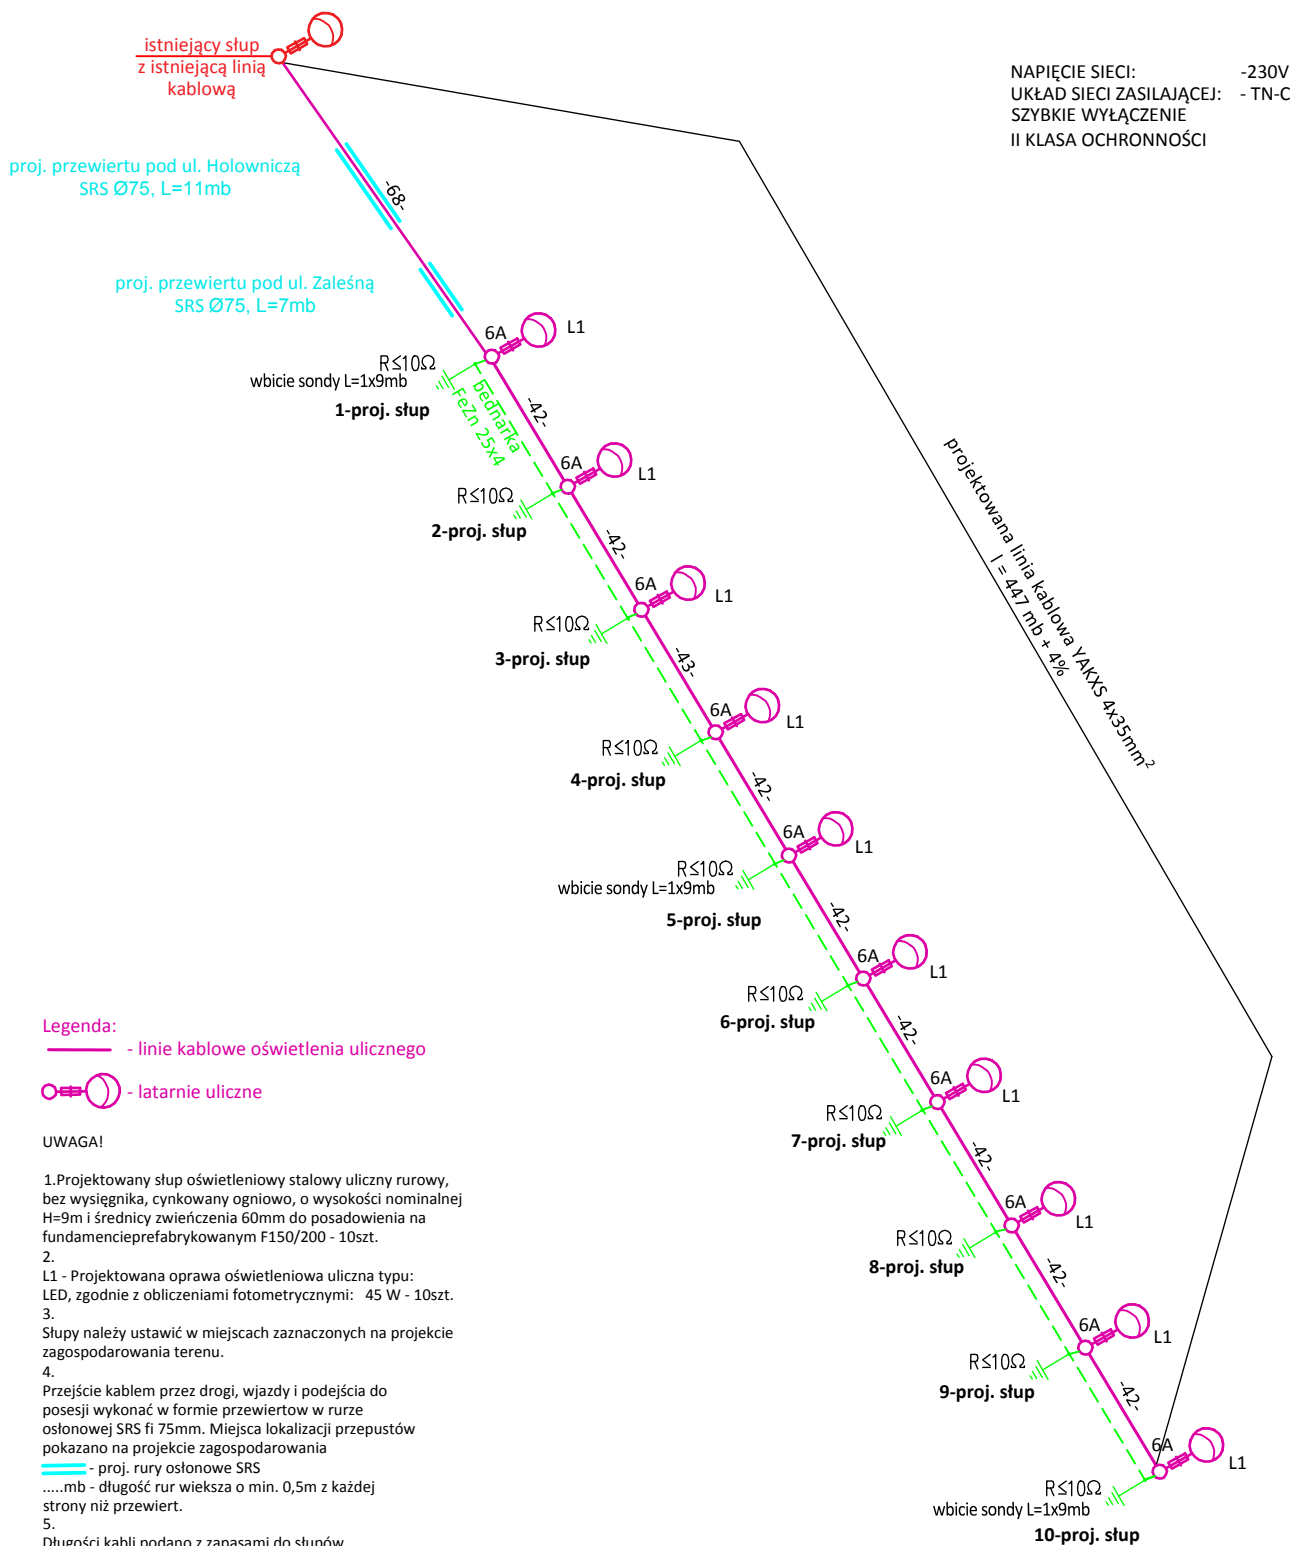 istniejący słup
z istniejącą linią
kablową
NAPIĘCIE SIECI: -230V
UKŁAD SIECI ZASILAJĄCEJ: - TN-C
SZYBKIE WYŁĄCZENIE
II KLASA OCHRONNOŚCI
proj. przewiertu pod ul. Holowniczą
SRS Ø75, L=11mb
-68-
proj. przewiertu pod ul. Zaleśną
SRS Ø75, L=7mb
6A
L1
R≤10Ω
wbicie sondy L=1x9mb
1-proj. słup
bednarka
FeZn 25x4
-42-
6A
L1
R≤10Ω
2-proj. słup
-42-
6A
L1
R≤10Ω
3-proj. słup
-43-
projektowana linia kablowa YAKXS 4x35mm²
l = 447 mb + 4%
6A
L1
R≤10Ω
4-proj. słup
-42-
6A
L1
R≤10Ω
wbicie sondy L=1x9mb
5-proj. słup
-42-
6A
L1
R≤10Ω
6-proj. słup
-42-
6A
L1
R≤10Ω
7-proj. słup
-42-
6A
L1
R≤10Ω
8-proj. słup
-42-
6A
L1
R≤10Ω
9-proj. słup
-42-
6A
L1
R≤10Ω
wbicie sondy L=1x9mb
10-proj. słup
Legenda:
- linie kablowe oświetlenia ulicznego
- latarnie uliczne
UWAGA!
1.Projektowany słup oświetleniowy stalowy uliczny rurowy,
bez wysięgnika, cynkowany ogniowo, o wysokości nominalnej
H=9m i średnicy zwieńczenia 60mm do posadowienia na
fundamencieprefabrykowanym F150/200 - 10szt.
2.
L1 - Projektowana oprawa oświetleniowa uliczna typu:
LED, zgodnie z obliczeniami fotometrycznymi: 45 W - 10szt.
3.
Słupy należy ustawić w miejscach zaznaczonych na projekcie
zagospodarowania terenu.
4.
Przejście kablem przez drogi, wjazdy i podejścia do
posesji wykonać w formie przewiertow w rurze
osłonowej SRS fi 75mm. Miejsca lokalizacji przepustów
pokazano na projekcie zagospodarowania
- proj. rury osłonowe SRS
.....mb - długość rur wieksza o min. 0,5m z każdej
strony niż przewiert.
5.
Długości kabli podano z zapasami do słupów